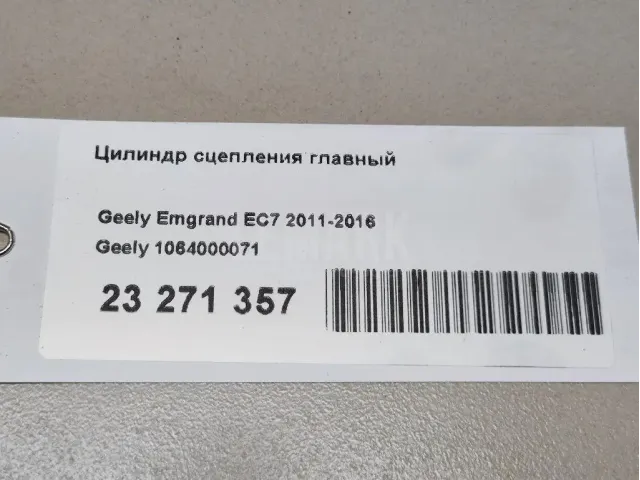 Цилиндр сцепления главный
Geely Emgrand EC7 2011-2016
Geely 1064000071
23 271 357